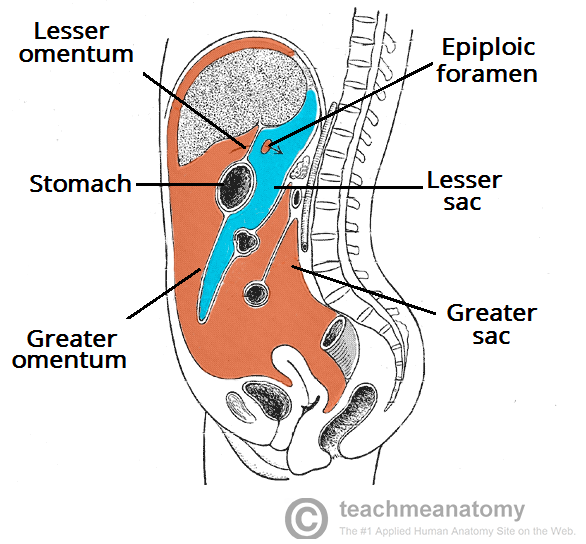 Lesser
omentum
Epiploic
foramen
Stomach
Lesser
sac
Greater
omentum
Greater
sac
© teachmeanatomy
The #1 Applied Human Anatomy Site on the Web.